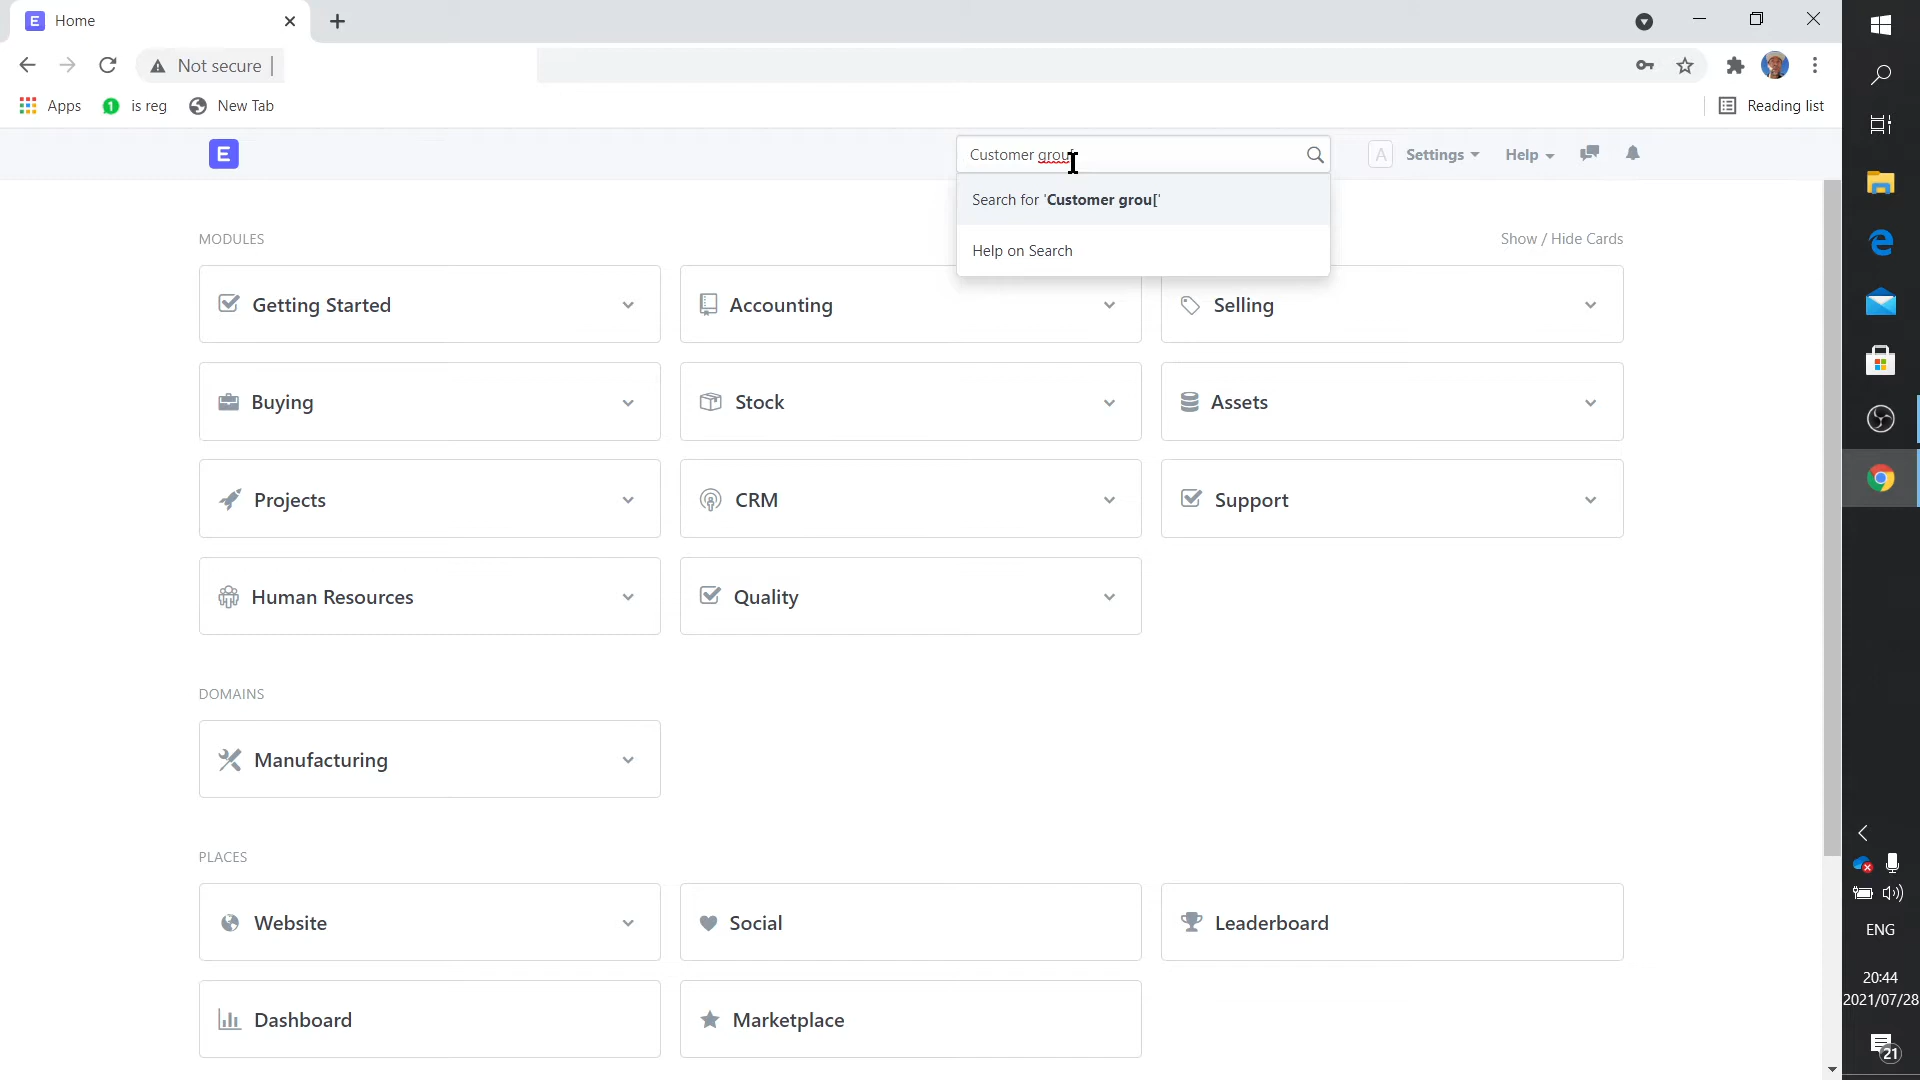 E Home
Not secure
Apps is reg New Tab Reading list
E Customer grou[ A Settings Help
Search for 'Customer grou['
Help on Search
MODULES Show / Hide Cards
Getting Started Accounting Selling
Buying Stock Assets
Projects CRM Support
Human Resources Quality
DOMAINS
Manufacturing
PLACES
Website Social Leaderboard
Dashboard Marketplace
ENG
20:44
2021/07/28
21